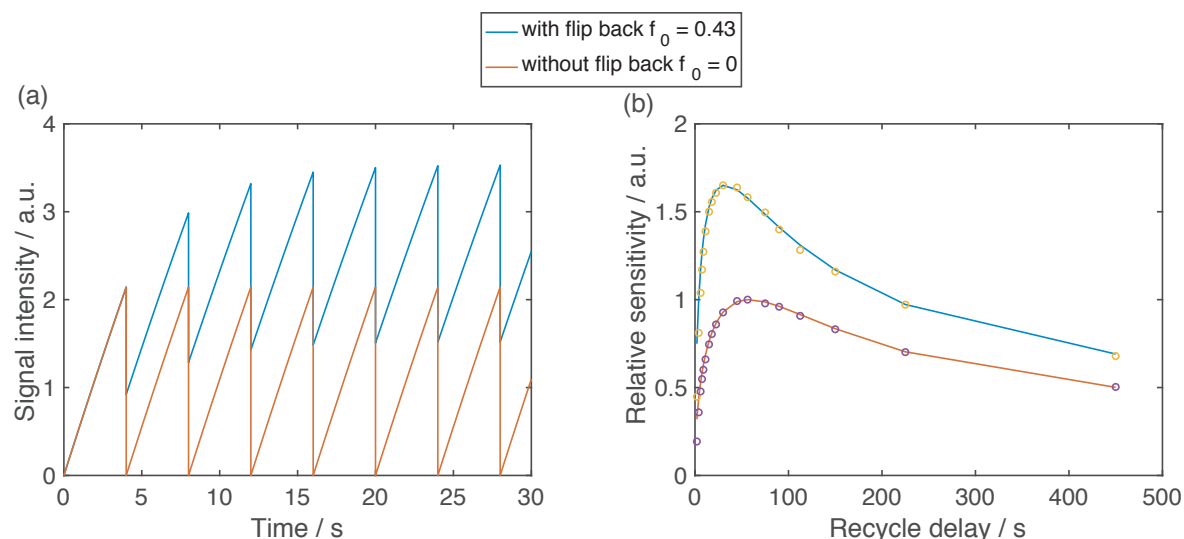 with flip back f_0 = 0.43
without flip back f_0 = 0
(a)
4
3
2
1
0
Signal intensity / a.u.
0 5 10 15 20 25 30
Time / s
(b)
2
1.5
1
0.5
0
Relative sensitivity / a.u.
0 100 200 300 400 500
Recycle delay / s